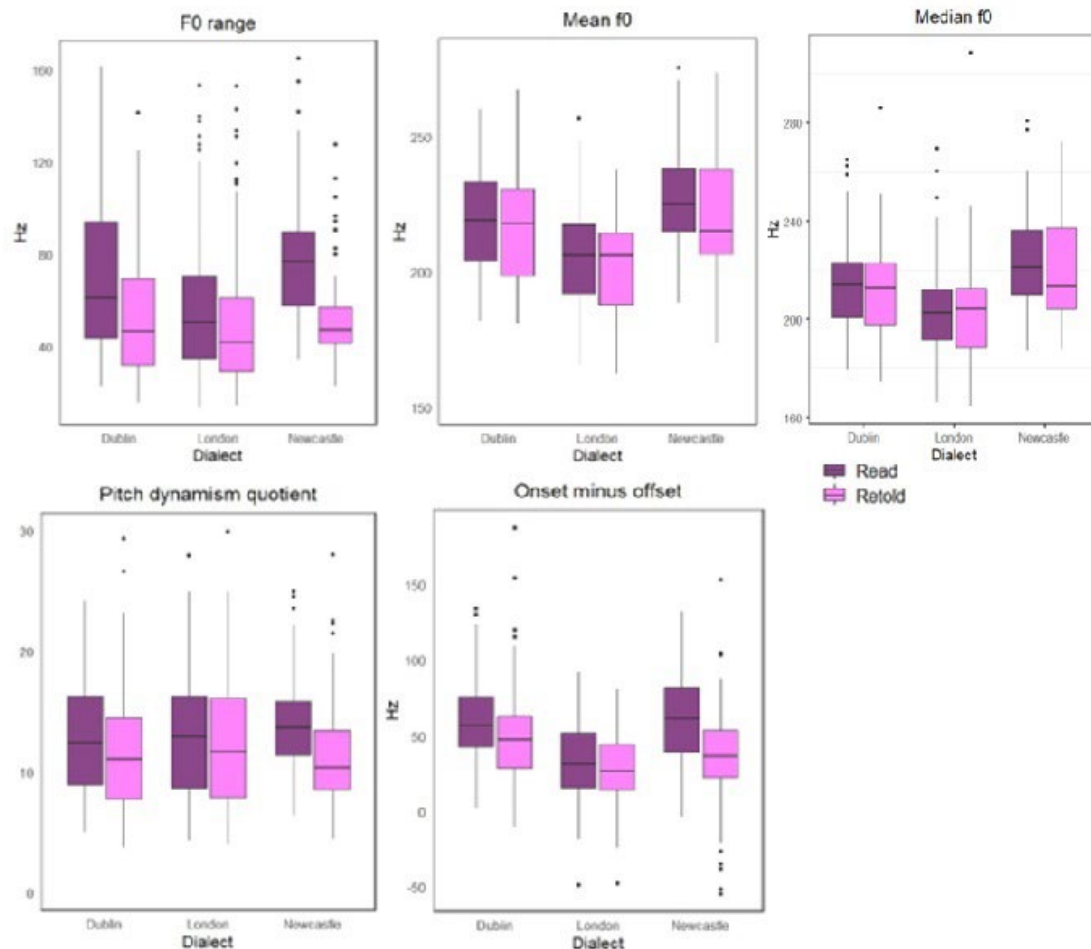 F0 range
Mean f0
Median f0
160
120
80
40
Hz
Dublin
London
Newcastle
Dialect
250
200
150
Hz
Dublin
London
Newcastle
Dialect
280
240
200
160
Hz
Dublin
London
Newcastle
Dialect
Read
Retold
Pitch dynamism quotient
Onset minus offset
30
20
10
0
Dublin
London
Newcastle
Dialect
150
100
50
0
-50
Hz
Dublin
London
Newcastle
Dialect